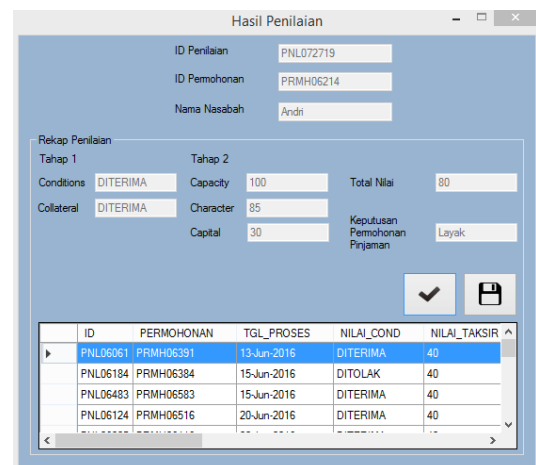 Hasil Penilaian
ID Penilaian PNL072719
ID Permohonan PRMH06214
Nama Nasabah Andri
Rekap Penilaian
Tahap 1 Tahap 2
Conditions DITERIMA Capacity 100 Total Nilai 80
Collateral DITERIMA Character 85
Capital 30 Keputusan Permohonan Pinjaman Layak
ID PERMOHONAN TGL_PROSES NILAI_COND NILAI_TAKSIR
PNL06061 PRMH06391 13-Jun-2016 DITERIMA 40
PNL06184 PRMH06384 15-Jun-2016 DITOLAK 40
PNL06483 PRMH06583 15-Jun-2016 DITERIMA 40
PNL06124 PRMH06516 20-Jun-2016 DITERIMA 40